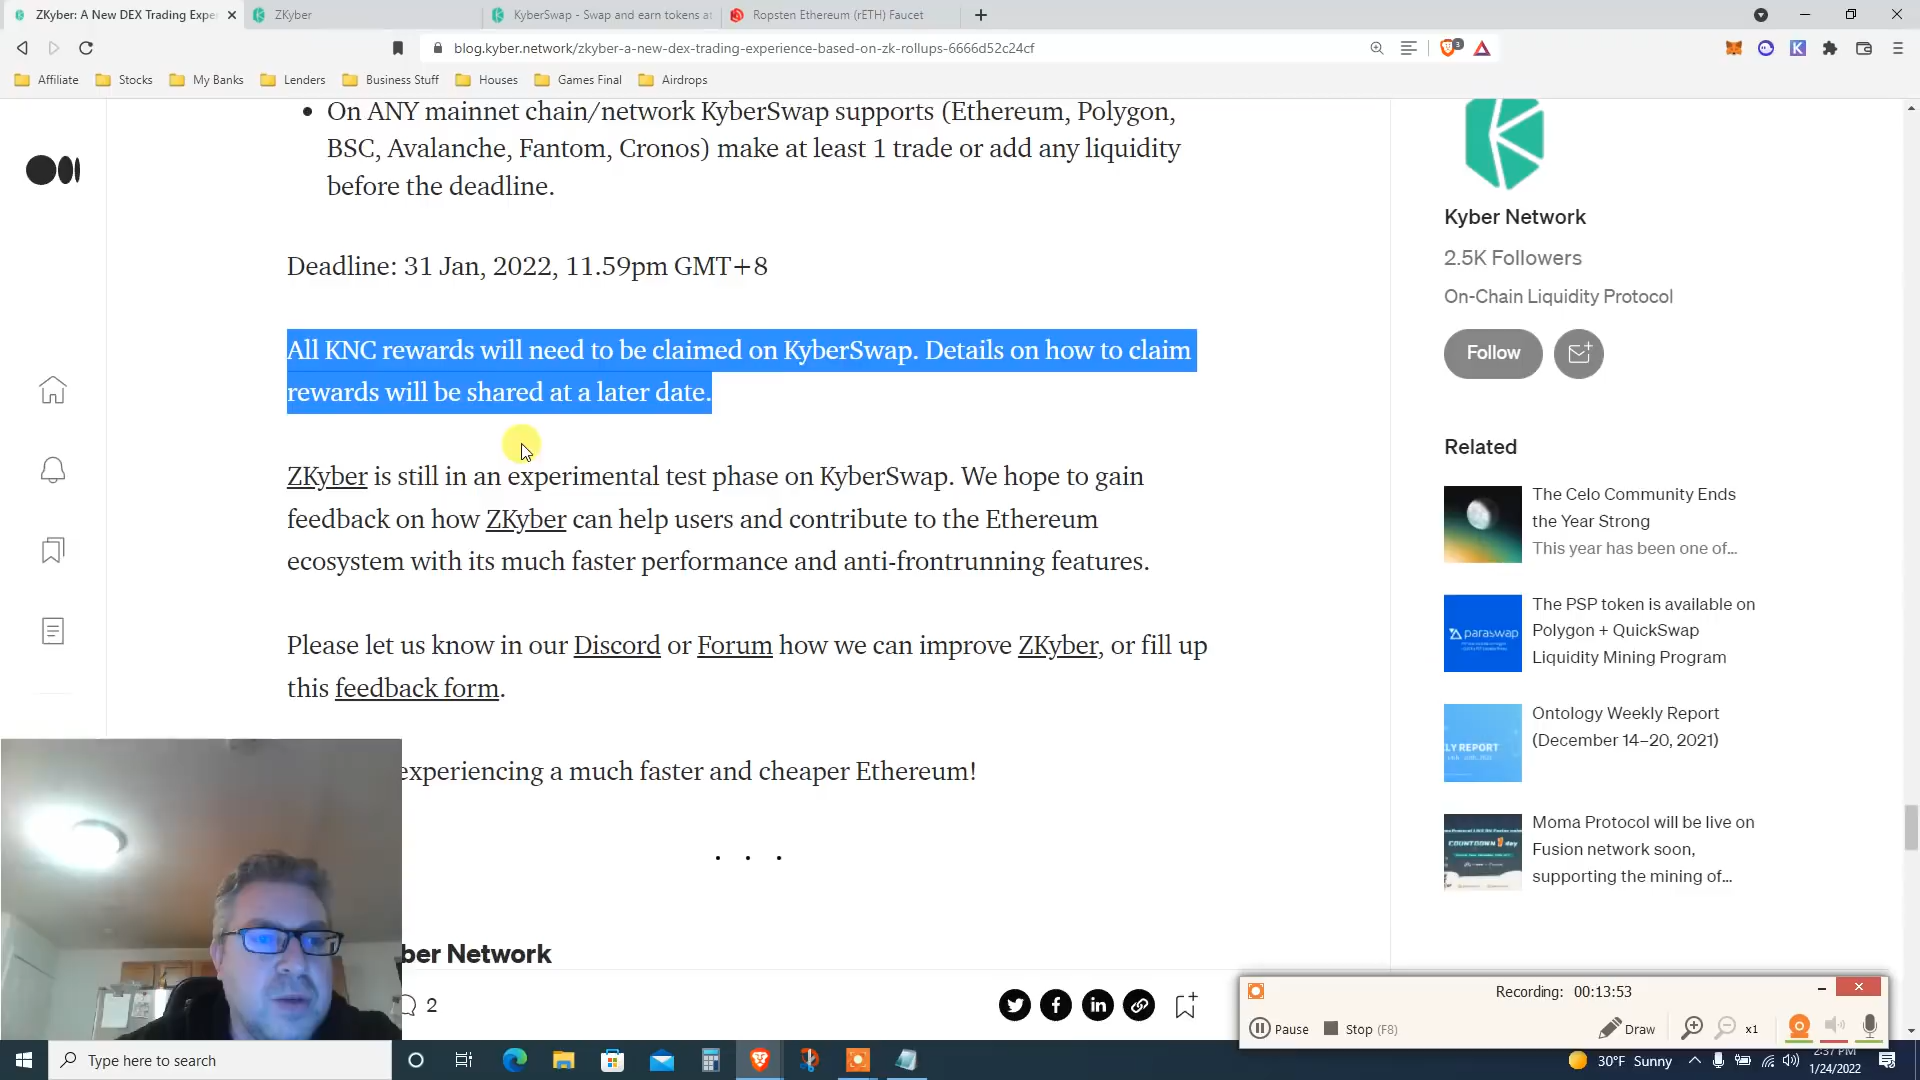 ZKyber: A New DEX Trading Exper
ZKyber
KyberSwap - Swap and earn tokens at
Ropsten Ethereum (rETH) Faucet
blog.kyber.network/zkyber-a-new-dex-trading-experience-based-on-zk-rollups-6666d52c24cf
3
Affiliate
Stocks
My Banks
Lenders
Business Stuff
Houses
Games Final
Airdrops
On ANY mainnet chain/network KyberSwap supports (Ethereum, Polygon,
BSC, Avalanche, Fantom, Cronos) make at least 1 trade or add any liquidity
before the deadline.
Deadline: 31 Jan, 2022, 11.59pm GMT+8
All KNC rewards will need to be claimed on KyberSwap. Details on how to claim
rewards will be shared at a later date.
ZKyber is still in an experimental test phase on KyberSwap. We hope to gain
feedback on how ZKyber can help users and contribute to the Ethereum
ecosystem with its much faster performance and anti-frontrunning features.
Please let us know in our Discord or Forum how we can improve ZKyber, or fill up
this feedback form.
experiencing a much faster and cheaper Ethereum!
. . .
ber Network
2
Kyber Network
2.5K Followers
On-Chain Liquidity Protocol
Follow
Related
The Celo Community Ends
the Year Strong
This year has been one of...
paraswap
The PSP token is available on
Polygon + QuickSwap
Liquidity Mining Program
LY REPORT
Ontology Weekly Report
(December 14–20, 2021)
COUNTDOWN 1 day
Moma Protocol will be live on
Fusion network soon,
supporting the mining of...
Recording: 00:13:53
Pause
Stop (F8)
Draw
x1
Type here to search
30°F Sunny
2:37 PM
1/24/2022